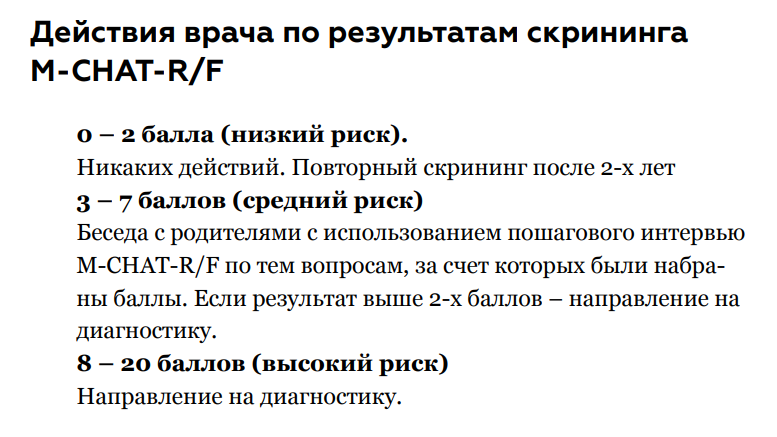 Действия врача по результатам скрининга
M-CHAT-R/F
0 – 2 балла (низкий риск).
Никаких действий. Повторный скрининг после 2-х лет
3 – 7 баллов (средний риск)
Беседа с родителями с использованием пошагового интервью
M-CHAT-R/F по тем вопросам, за счет которых были набра-
ны баллы. Если результат выше 2-х баллов – направление на
диагностику.
8 – 20 баллов (высокий риск)
Направление на диагностику.